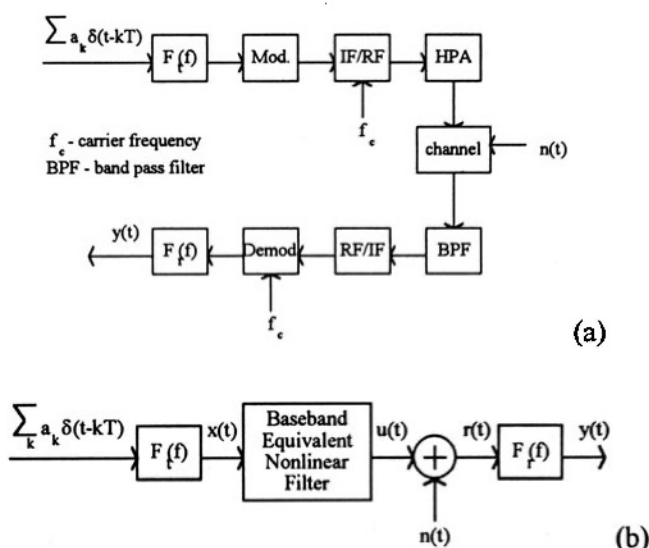 ∑ a_k δ(t-kT)
F_t(f)
Mod.
IF/RF
HPA
f_c
f_c - carrier frequency
BPF - band pass filter
channel
n(t)
y(t)
F_r(f)
Demod
RF/IF
BPF
f_c
(a)
∑_k a_k δ(t-kT)
F_t(f)
x(t)
Baseband
Equivalent
Nonlinear
Filter
u(t)
+
r(t)
F_r(f)
y(t)
n(t)
(b)